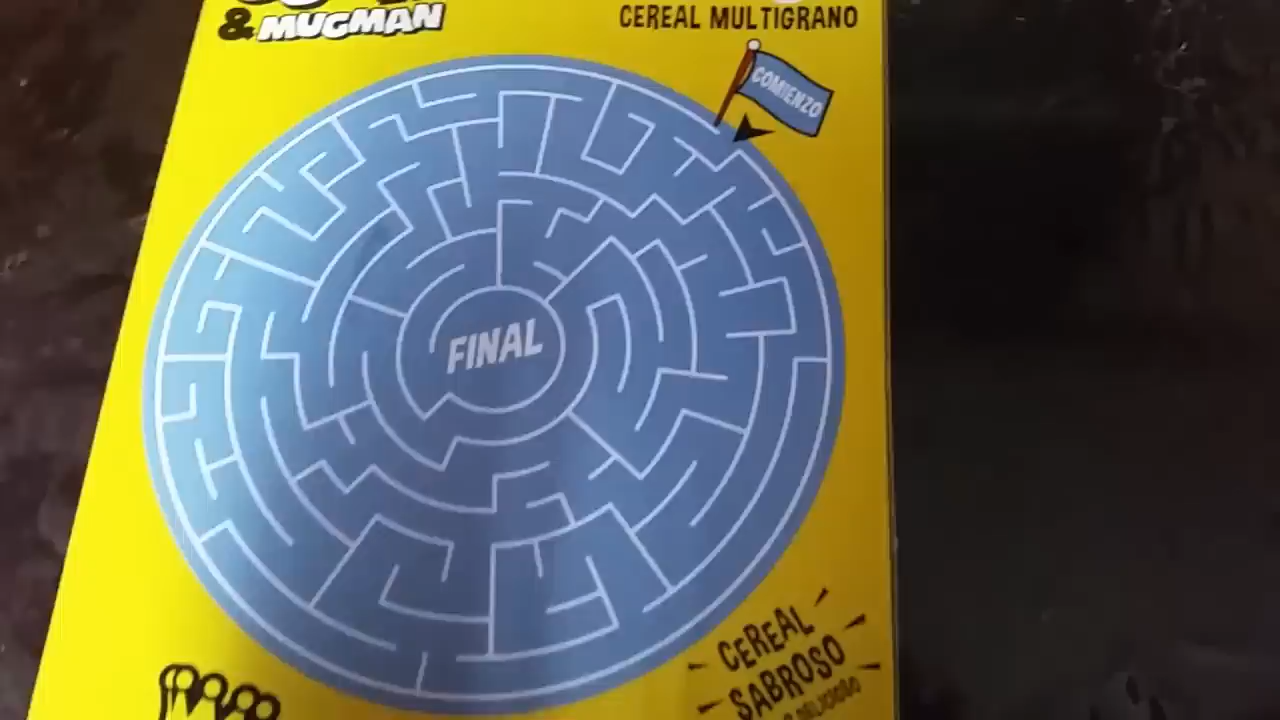 & MUGMAN
CEREAL MULTIGRANO
COMIENZO
FINAL
CEREAL
SABROSO